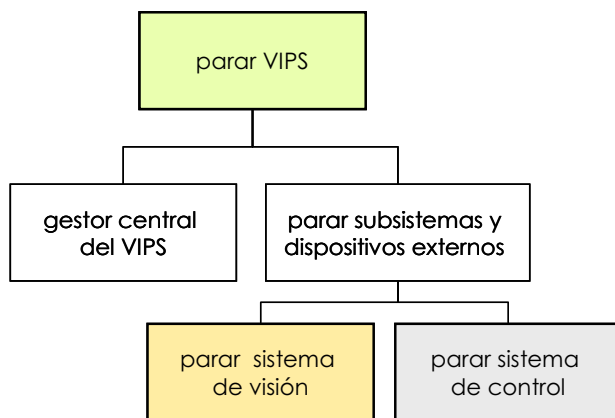 parar VIPS
gestor central
del VIPS
parar subsistemas y
dispositivos externos
parar sistema
de visión
parar sistema
de control